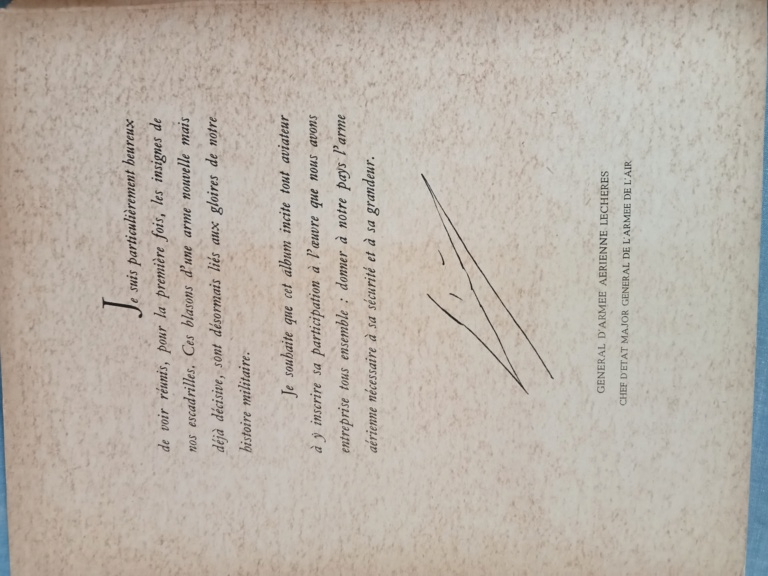 Je suis particulièrement heureux
de voir réunis, pour la première fois, les insignes de
nos escadrilles. Ces blasons d'une arme nouvelle mais
déjà décisive, sont désormais liés aux gloires de notre
histoire militaire.
Je souhaite que cet album incite tout aviateur
à y inscrire sa participation à l'œuvre que nous avons
entreprise tous ensemble : donner à notre pays l'arme
aérienne nécessaire à sa sécurité et à sa grandeur.
GENERAL D'ARMEE AERIENNE LECHERES
CHEF D'ETAT MAJOR GENERAL DE L'ARMEE DE L'AIR